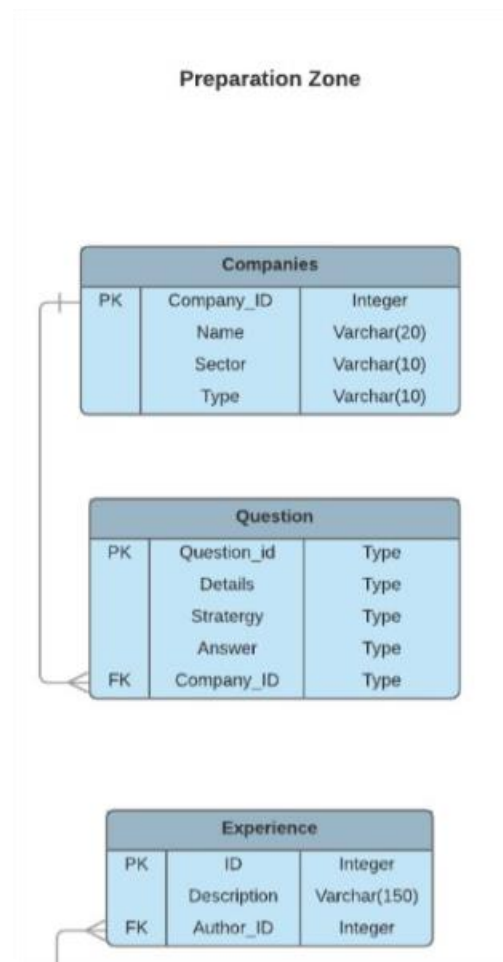 Preparation Zone
Companies
PK Company_ID Integer
Name Varchar(20)
Sector Varchar(10)
Type Varchar(10)
Question
PK Question_id Type
Details Type
Stratergy Type
Answer Type
FK Company_ID Type
Experience
PK ID Integer
Description Varchar(150)
FK Author_ID Integer